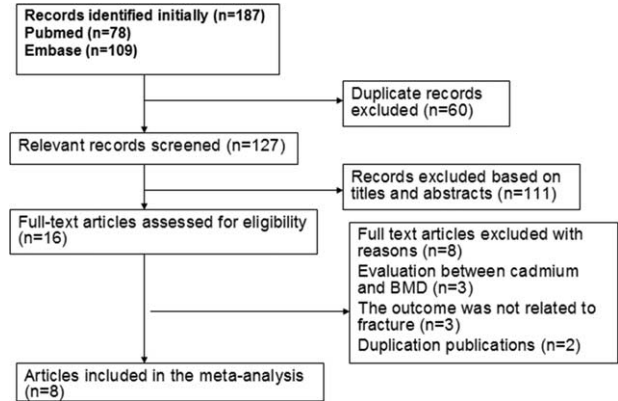 Records identified initially (n=187)
Pubmed (n=78)
Embase (n=109)
Duplicate records
excluded (n=60)
Relevant records screened (n=127)
Records excluded based on
titles and abstracts (n=111)
Full-text articles assessed for eligibility
(n=16)
Full text articles excluded with
reasons (n=8)
Evaluation between cadmium
and BMD (n=3)
The outcome was not related to
fracture (n=3)
Duplication publications (n=2)
Articles included in the meta-analysis
(n=8)